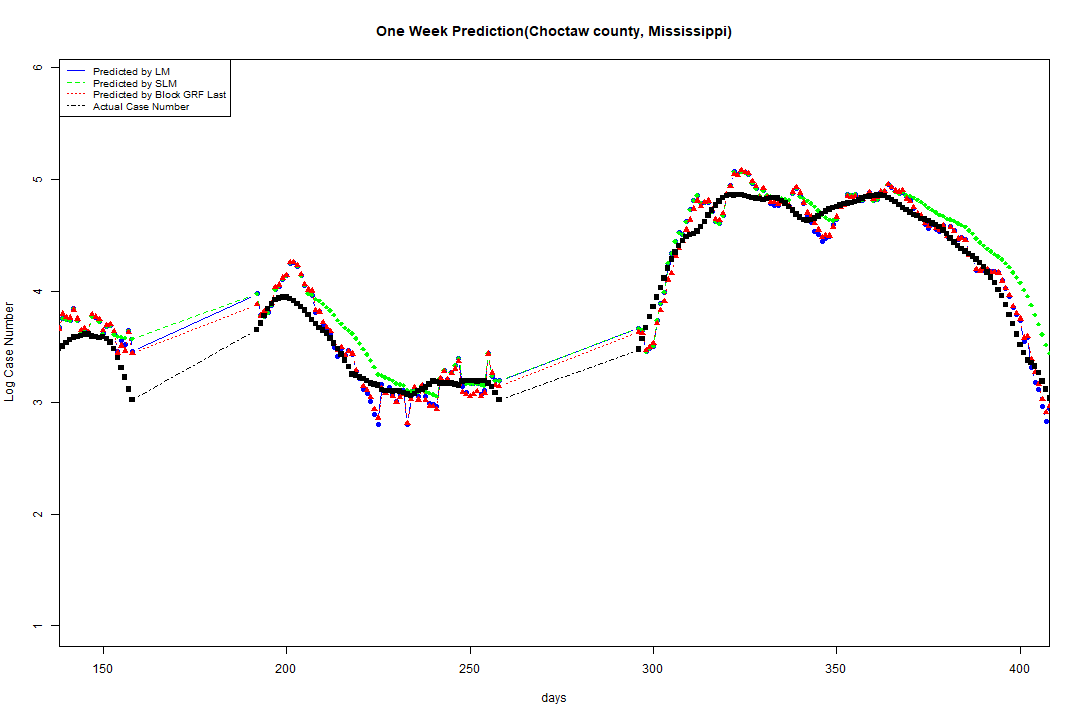 One Week Prediction(Choctaw county, Mississippi)
Predicted by LM
Predicted by SLM
Predicted by Block GRF Last
Actual Case Number
Log Case Number
6
5
4
3
2
1
150 200 250 300 350 400
days